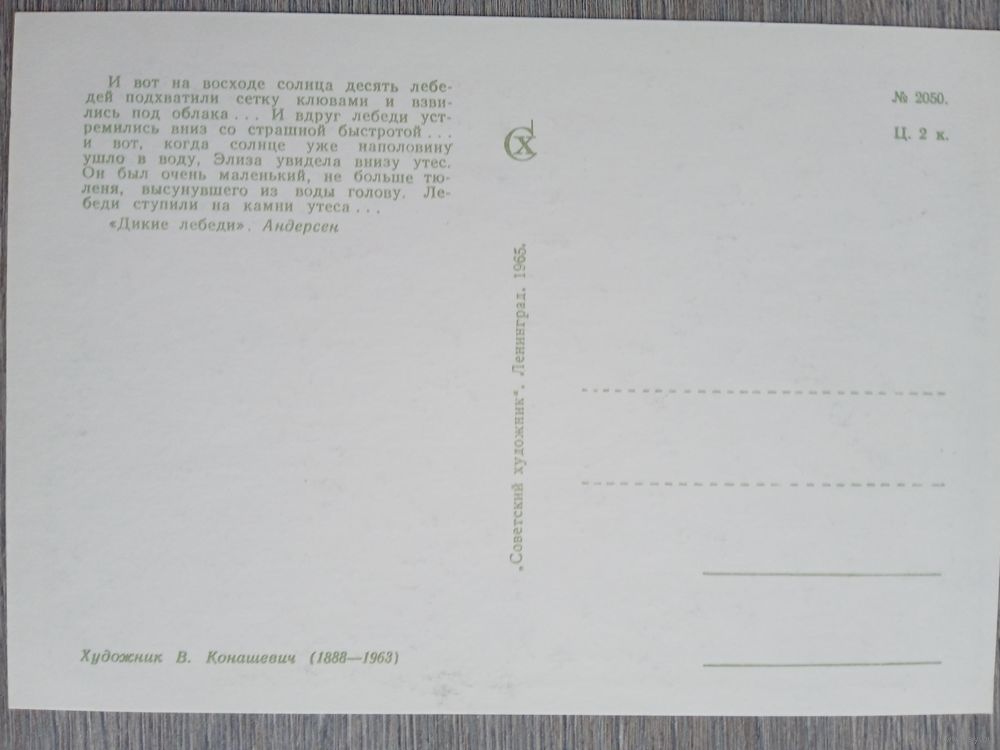 И вот на восходе солнца десять лебе-
дей подхватили сетку клювами и взви-
лись под облака... И вдруг лебеди уст-
ремились вниз со страшной быстротой...
и вот, когда солнце уже наполовину
ушло в воду, Элиза увидела внизу утес.
Он был очень маленький, не больше тю-
леня, высунувшего из воды голову. Ле-
беди ступили на камни утеса...
«Дикие лебеди». Андерсен
Художник В. Конашевич (1888—1963)
„Советский художник“. Ленинград. 1965.
СХ
№ 2050.
Ц. 2 к.